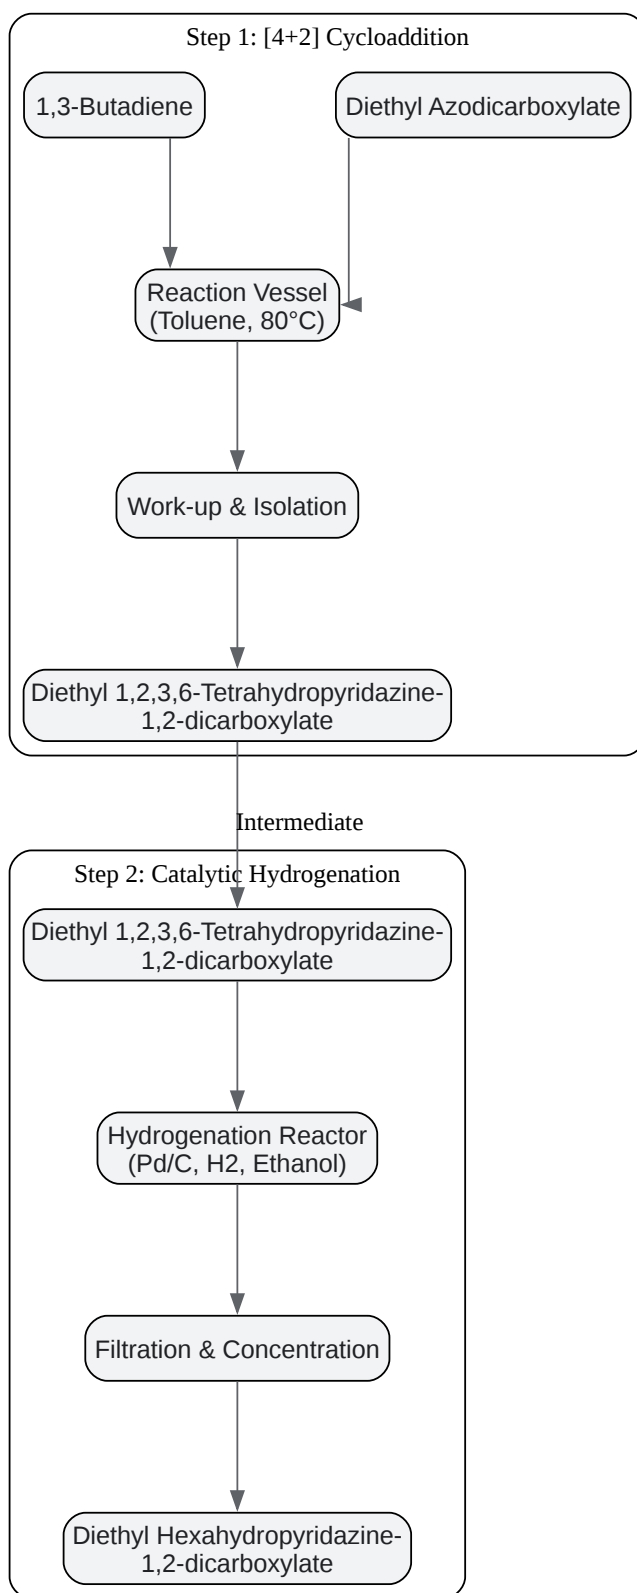 Step 1: [4+2] Cycloaddition
1,3-Butadiene
Diethyl Azodicarboxylate
Reaction Vessel
(Toluene, 80°C)
Work-up & Isolation
Diethyl 1,2,3,6-Tetrahydropyridazine-
1,2-dicarboxylate
Intermediate
Step 2: Catalytic Hydrogenation
Diethyl 1,2,3,6-Tetrahydropyridazine-
1,2-dicarboxylate
Hydrogenation Reactor
(Pd/C, H2, Ethanol)
Filtration & Concentration
Diethyl Hexahydropyridazine-
1,2-dicarboxylate